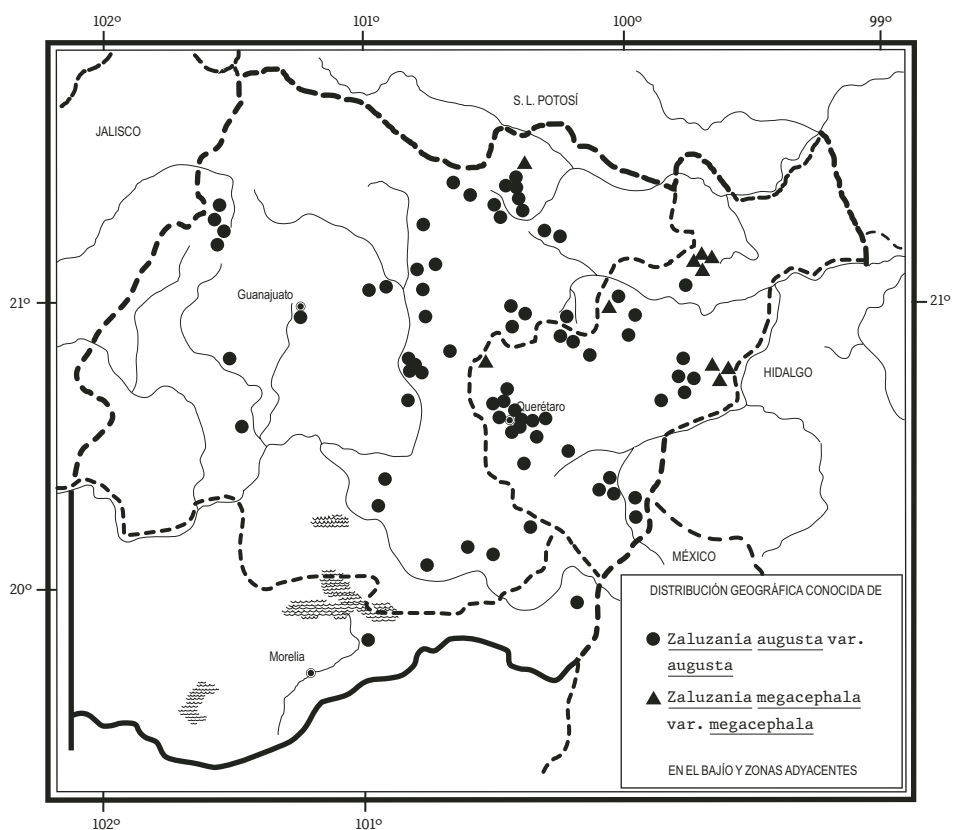 102º 101º 100º 99º
S. L. POTOSÍ
JALISCO
Guanajuato
21º 21º
HIDALGO
Querétaro
MÉXICO
20º
DISTRIBUCIÓN GEOGRÁFICA CONOCIDA DE
Zaluzania augusta var.
augusta
Morelia
Zaluzania megacephala
var. megacephala
EN EL BAJÍO Y ZONAS ADYACENTES
102º 101º